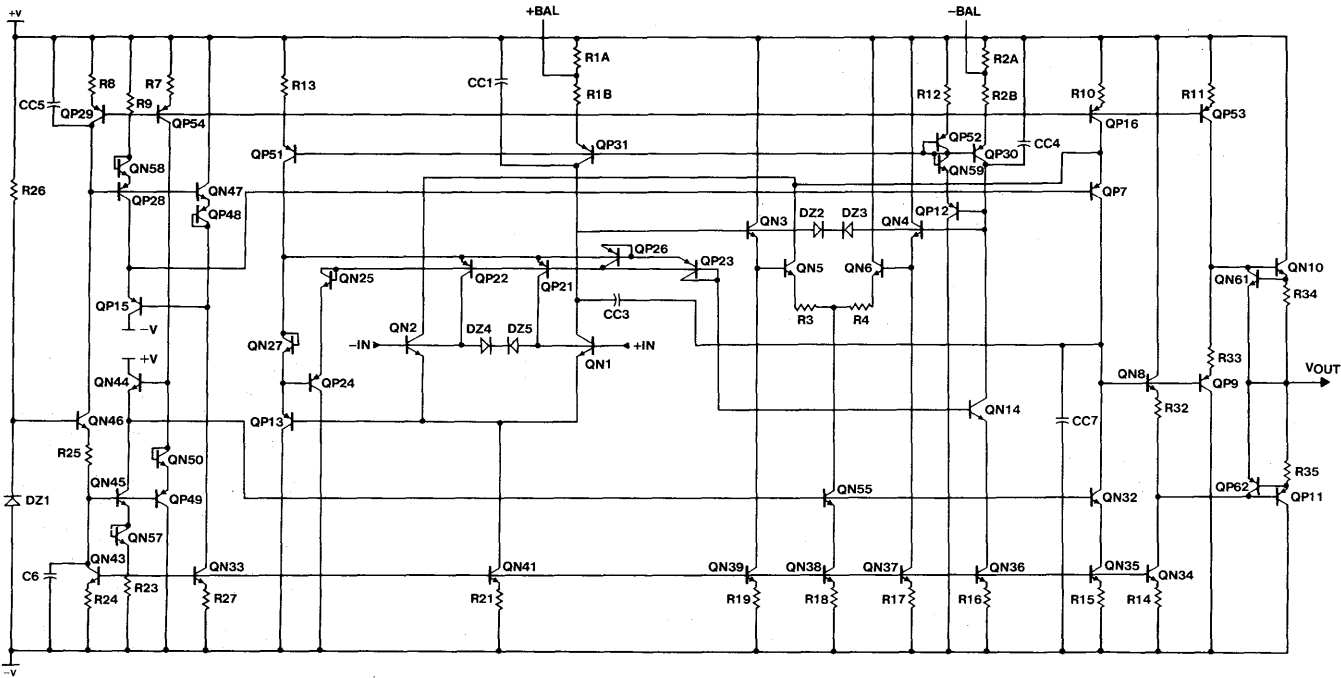 +V
+BAL
-BAL
R8
R7
R9
R13
CC1
R1A
R1B
R2A
R2B
R12
R10
R11
CC5
QP29
QP54
QP52
QP16
QP53
QP51
QP31
QP30
CC4
QN58
QN59
R26
QP28
QN47
QP7
QP48
QP12
QN3
DZ2
DZ3
QN4
QP26
QP23
QN25
QP22
QP21
QN5
QN6
QN10
QN61
R34
QP15
-V
CC3
R3
R4
QN2
DZ4
DZ5
-IN
+IN
QN27
QN1
+V
R33
QN44
QP24
QN8
QP9
VOUT
R32
QN46
QP13
QN14
CC7
R25
QN50
R35
QN45
QP49
QN55
QN32
QP62
QP11
DZ1
QN57
QN43
QN33
QN41
QN39
QN38
QN37
QN36
QN35
QN34
C6
R24
R23
R27
R21
R19
R18
R17
R16
R15
R14
-V